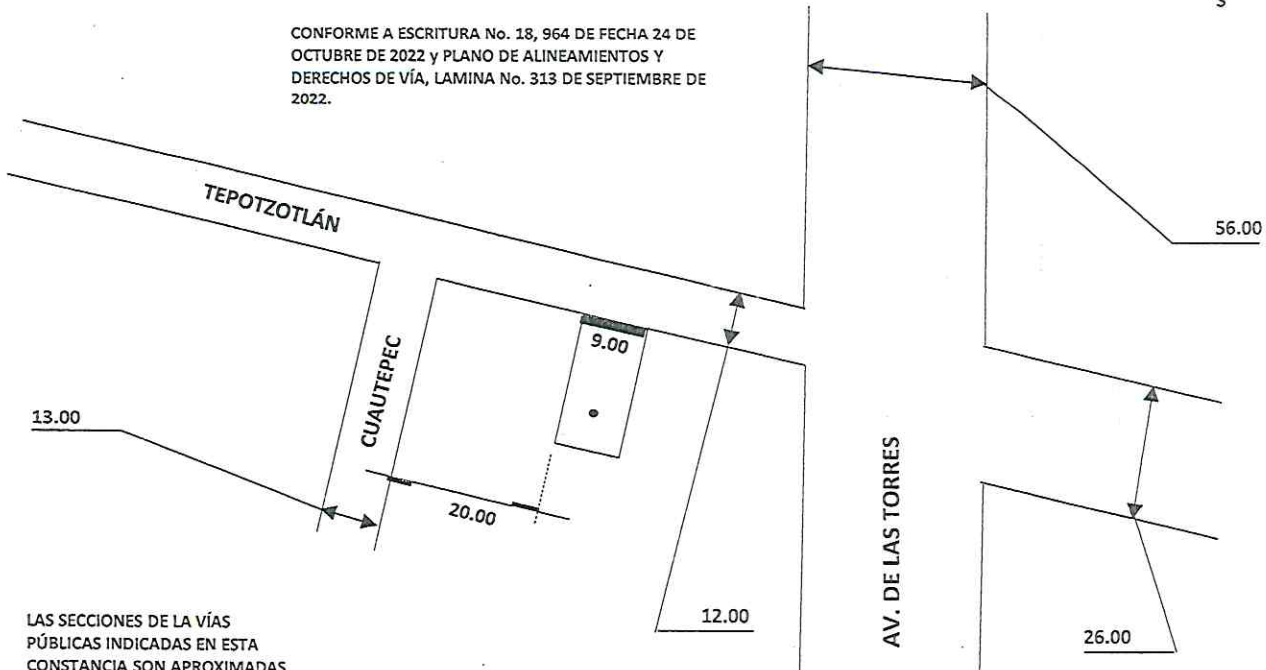 S
CONFORME A ESCRITURA No. 18, 964 DE FECHA 24 DE
OCTUBRE DE 2022 y PLANO DE ALINEAMIENTOS Y
DERECHOS DE VÍA, LAMINA No. 313 DE SEPTIEMBRE DE
2022.
TEPOTZOTLÁN
56.00
9.00
CUAUTEPEC
13.00
20.00
AV. DE LAS TORRES
12.00
26.00
LAS SECCIONES DE LA VÍAS
PÚBLICAS INDICADAS EN ESTA
CONSTANCIA SON APROXIMADAS